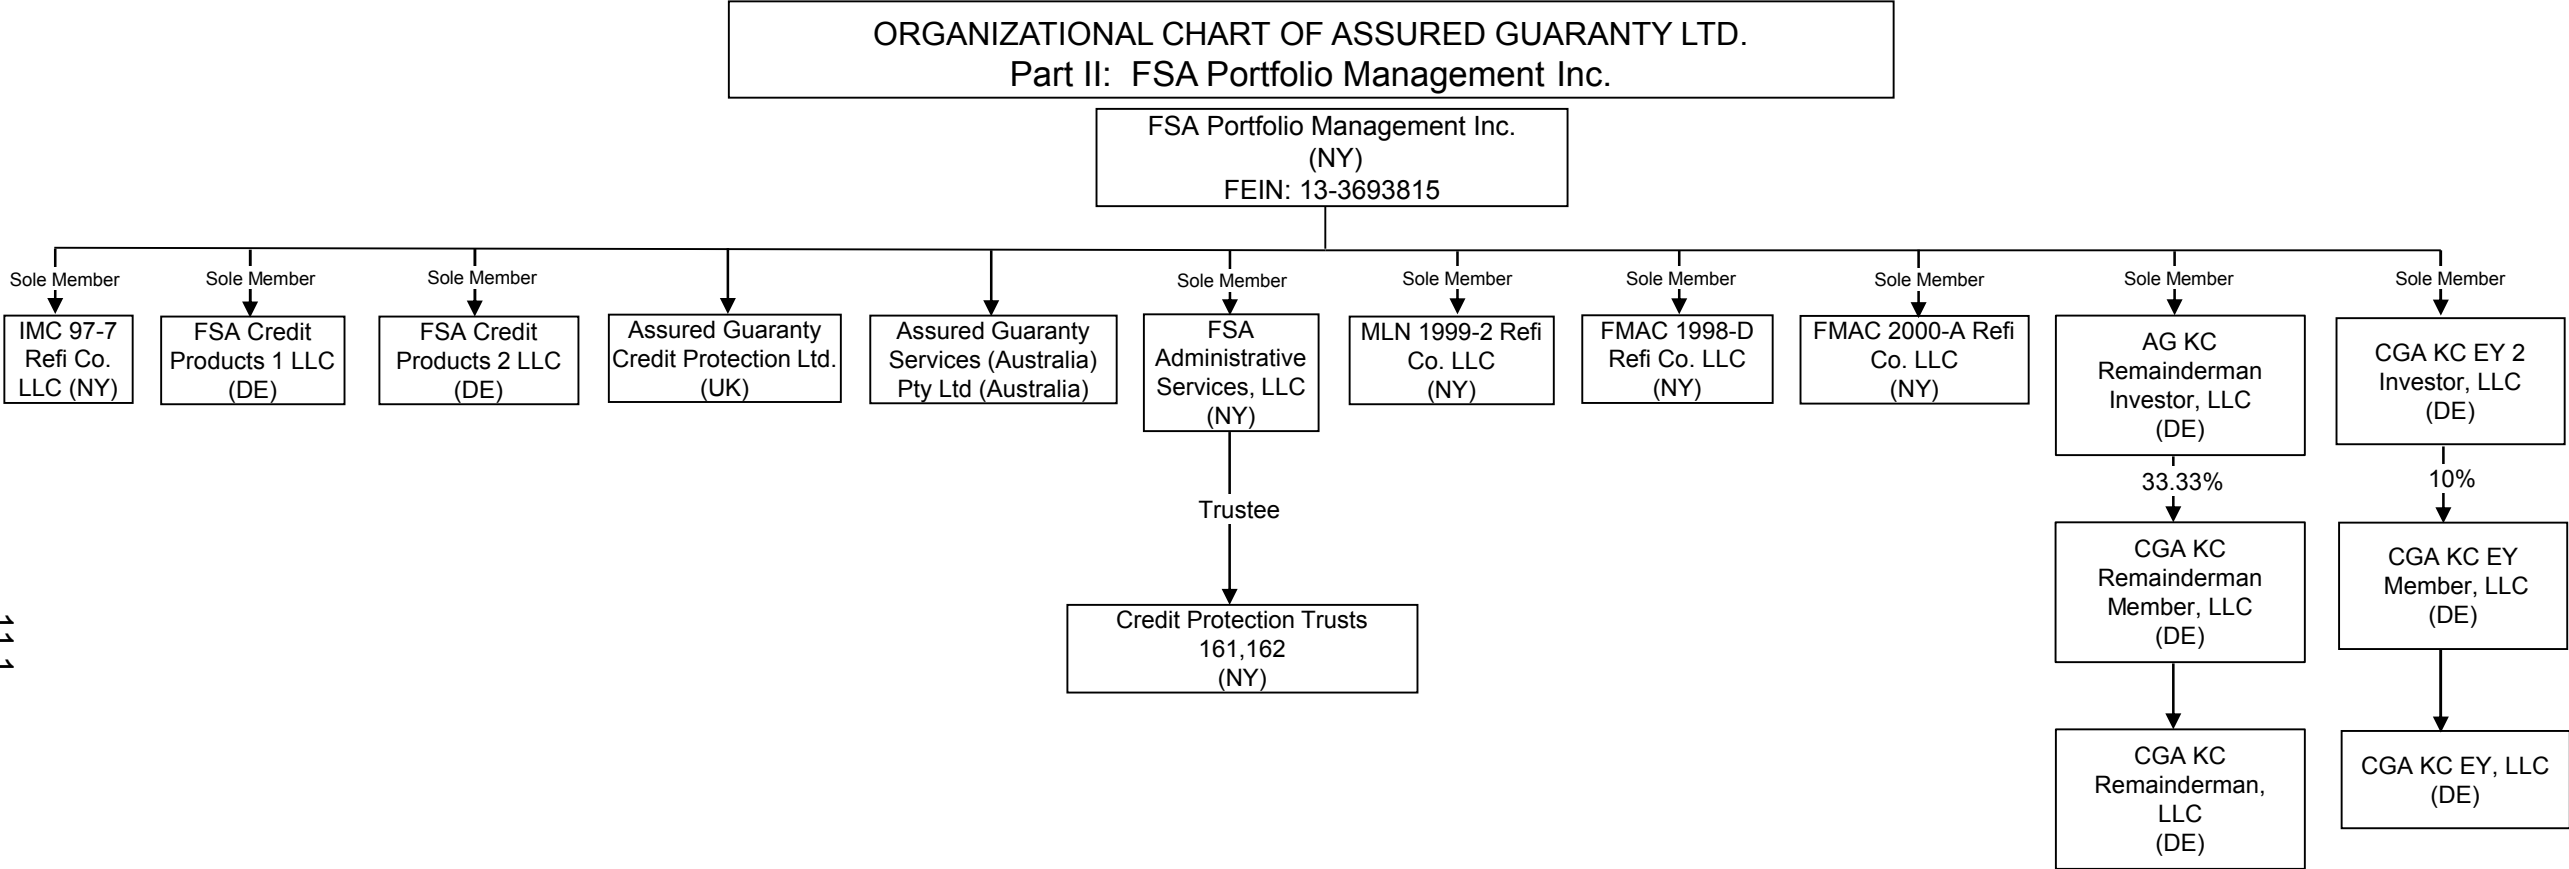 ORGANIZATIONAL CHART OF ASSURED GUARANTY LTD.
Part II: FSA Portfolio Management Inc.
FSA Portfolio Management Inc.
(NY)
FEIN: 13-3693815
Sole Member
IMC 97-7
Refi Co.
LLC (NY)
Sole Member
FSA Credit
Products 1 LLC
(DE)
Sole Member
FSA Credit
Products 2 LLC
(DE)
Assured Guaranty
Credit Protection Ltd.
(UK)
Assured Guaranty
Services (Australia)
Pty Ltd (Australia)
Sole Member
FSA
Administrative
Services, LLC
(NY)
Trustee
Credit Protection Trusts
161,162
(NY)
Sole Member
MLN 1999-2 Refi
Co. LLC
(NY)
Sole Member
FMAC 1998-D
Refi Co. LLC
(NY)
Sole Member
FMAC 2000-A Refi
Co. LLC
(NY)
Sole Member
AG KC
Remainderman
Investor, LLC
(DE)
33.33%
CGA KC
Remainderman
Member, LLC
(DE)
CGA KC
Remainderman,
LLC
(DE)
Sole Member
CGA KC EY 2
Investor, LLC
(DE)
10%
CGA KC EY
Member, LLC
(DE)
CGA KC EY, LLC
(DE)